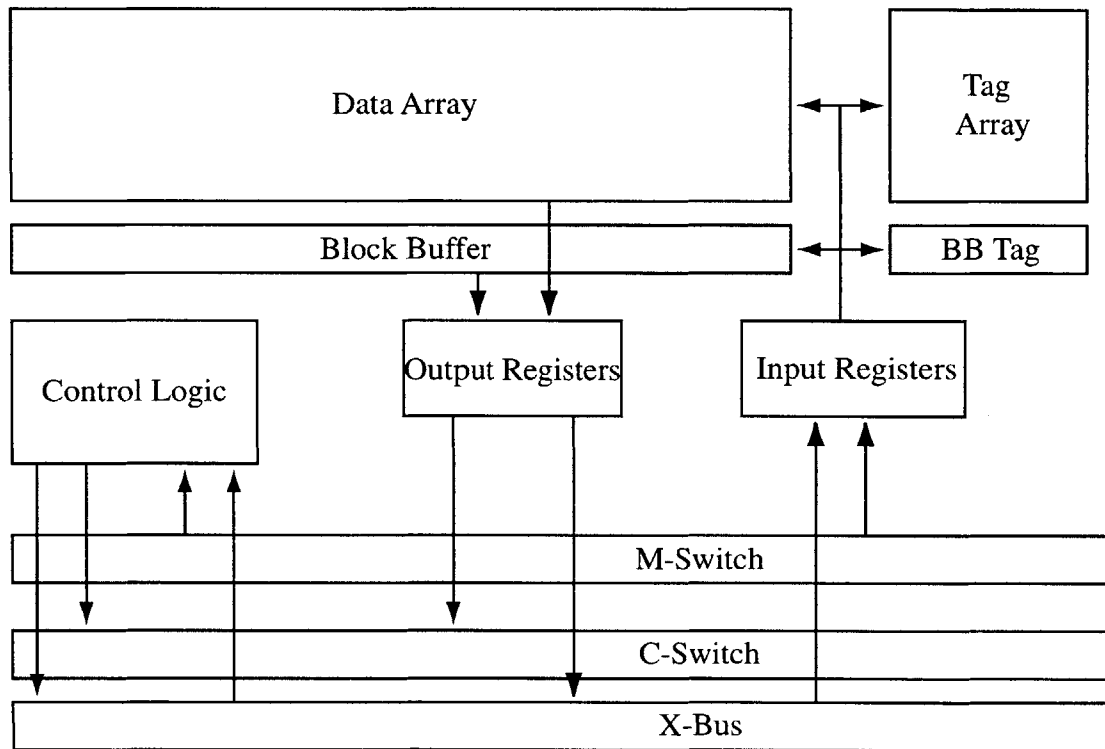 Data Array
Tag
Array
Block Buffer
BB Tag
Control Logic
Output Registers
Input Registers
M-Switch
C-Switch
X-Bus